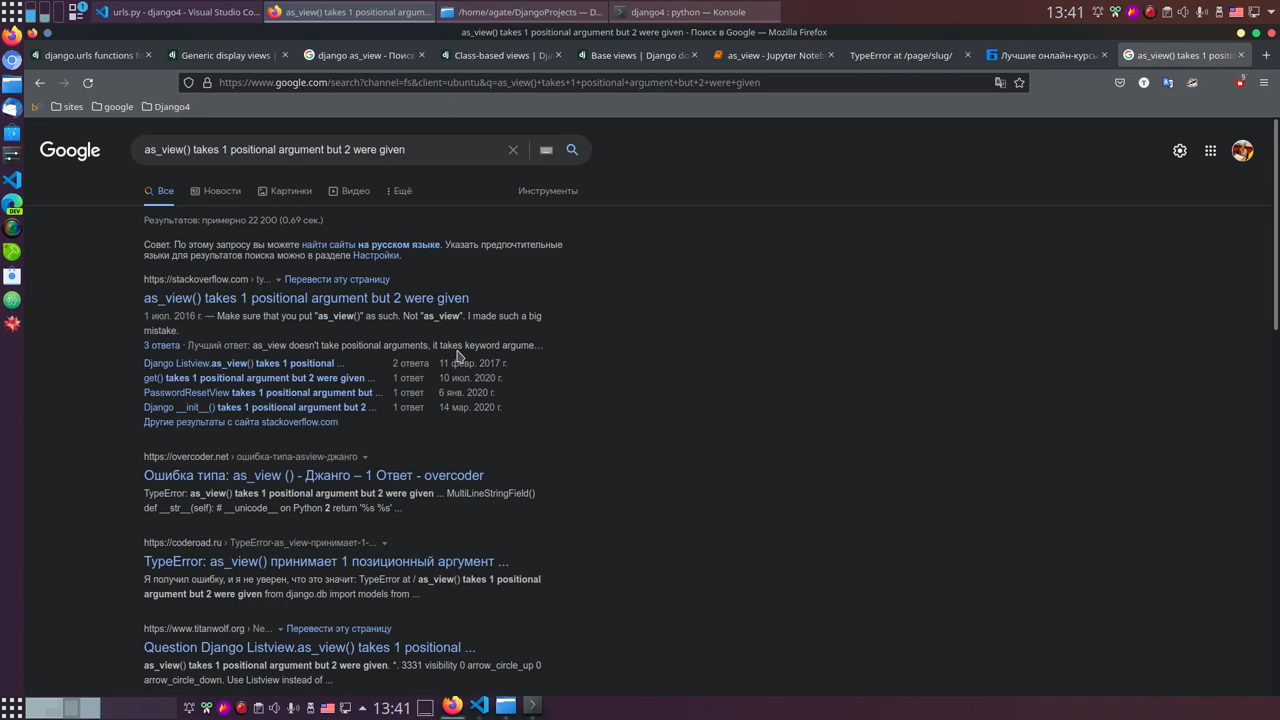 urls.py - django4 - Visual Studio Co...
as_view() takes 1 positional argum...
/home/agate/DjangoProjects — D...
django4 : python — Konsole
13:41
9
as_view() takes 1 positional argument but 2 were given - Поиск в Google — Mozilla Firefox
django.urls functions fo
Generic display views |
django as_view - Поиск
Class-based views | Dja
Base views | Django do
as_view - Jupyter Noteb
TypeError at /page/slug/
Лучшие онлайн-курс
as_view() takes 1 positi
https://www.google.com/search?channel=fs&client=ubuntu&q=as_view()+takes+1+positional+argument+but+2+were+given
sites
google
Django4
Google
as_view() takes 1 positional argument but 2 were given
Все
Новости
Картинки
Видео
Ещё
Инструменты
Результатов: примерно 22 200 (0,69 сек.)
Совет. По этому запросу вы можете найти сайты на русском языке. Указать предпочтительные
языки для результатов поиска можно в разделе Настройки.
https://stackoverflow.com › ty... Перевести эту страницу
as_view() takes 1 positional argument but 2 were given
1 июл. 2016 г. — Make sure that you put "as_view()" as such. Not "as_view". I made such a big
mistake.
3 ответа · Лучший ответ: as_view doesn't take positional arguments, it takes keyword argume...
Django Listview.as_view() takes 1 positional ... 2 ответа 11 февр. 2017 г.
get() takes 1 positional argument but 2 were given ... 1 ответ 10 июл. 2020 г.
PasswordResetView takes 1 positional argument but ... 1 ответ 6 янв. 2020 г.
Django __init__() takes 1 positional argument but 2 ... 1 ответ 14 мар. 2020 г.
Другие результаты с сайта stackoverflow.com
https://overcoder.net › ошибка-типа-asview-джанго
Ошибка типа: as_view () - Джанго – 1 Ответ - overcoder
TypeError: as_view() takes 1 positional argument but 2 were given ... MultiLineStringField()
def __str__(self): # __unicode__ on Python 2 return '%s %s' ...
https://coderoad.ru › TypeError-as_view-принимает-1-...
TypeError: as_view() принимает 1 позиционный аргумент ...
Я получил ошибку, и я не уверен, что это значит: TypeError at / as_view() takes 1 positional
argument but 2 were given from django.db import models from ...
https://www.titanwolf.org › Ne... Перевести эту страницу
Question Django Listview.as_view() takes 1 positional ...
as_view() takes 1 positional argument but 2 were given. *. 3331 visibility 0 arrow_circle_up 0
arrow_circle_down. Use Listview instead of ...
DEV
13:41